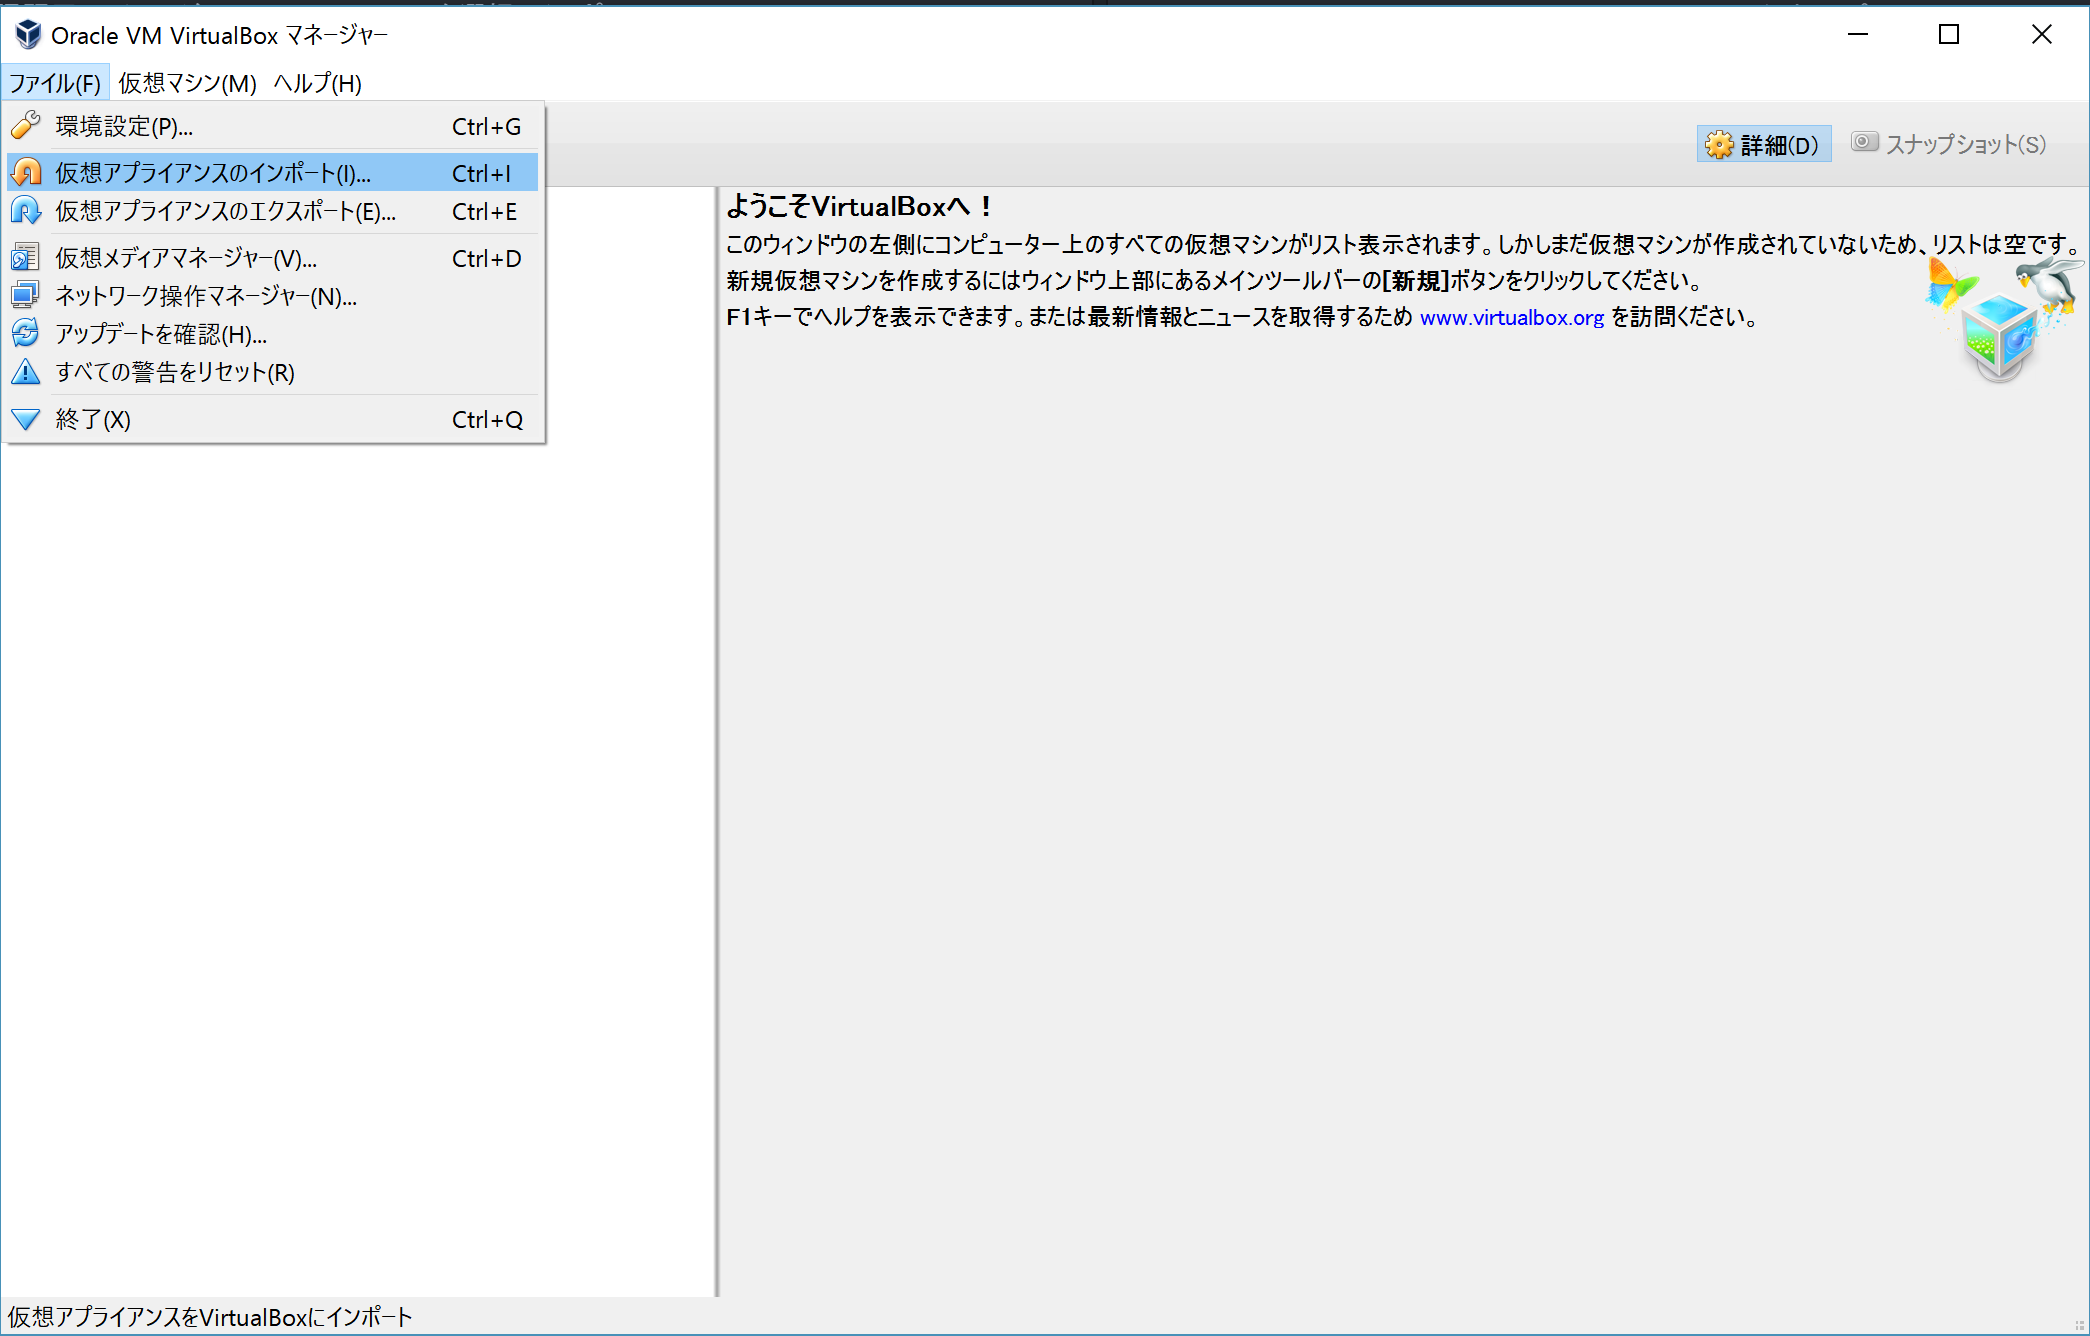 Oracle VM VirtualBox マネージャー
ファイル(F) 仮想マシン(M) ヘルプ(H)
環境設定(P)... Ctrl+G
仮想アプライアンスのインポート(I)... Ctrl+I
仮想アプライアンスのエクスポート(E)... Ctrl+E
仮想メディアマネージャー(V)... Ctrl+D
ネットワーク操作マネージャー(N)...
アップデートを確認(H)...
すべての警告をリセット(R)
終了(X) Ctrl+Q
詳細(D) スナップショット(S)
ようこそVirtualBoxへ！
このウィンドウの左側にコンピューター上のすべての仮想マシンがリスト表示されます。しかしまだ仮想マシンが作成されていないため、リストは空です。
新規仮想マシンを作成するにはウィンドウ上部にあるメインツールバーの[新規]ボタンをクリックしてください。
F1キーでヘルプを表示できます。または最新情報とニュースを取得するため www.virtualbox.org を訪問ください。
仮想アプライアンスをVirtualBoxにインポート